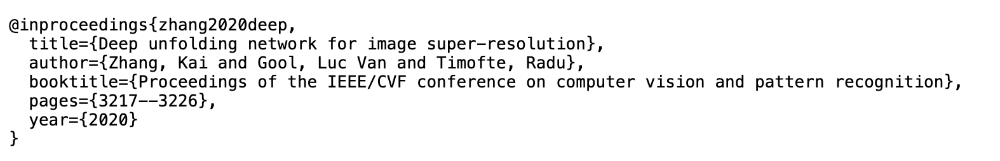 @inproceedings{zhang2020deep,
  title={Deep unfolding network for image super-resolution},
  author={Zhang, Kai and Gool, Luc Van and Timofte, Radu},
  booktitle={Proceedings of the IEEE/CVF conference on computer vision and pattern recognition},
  pages={3217--3226},
  year={2020}
}